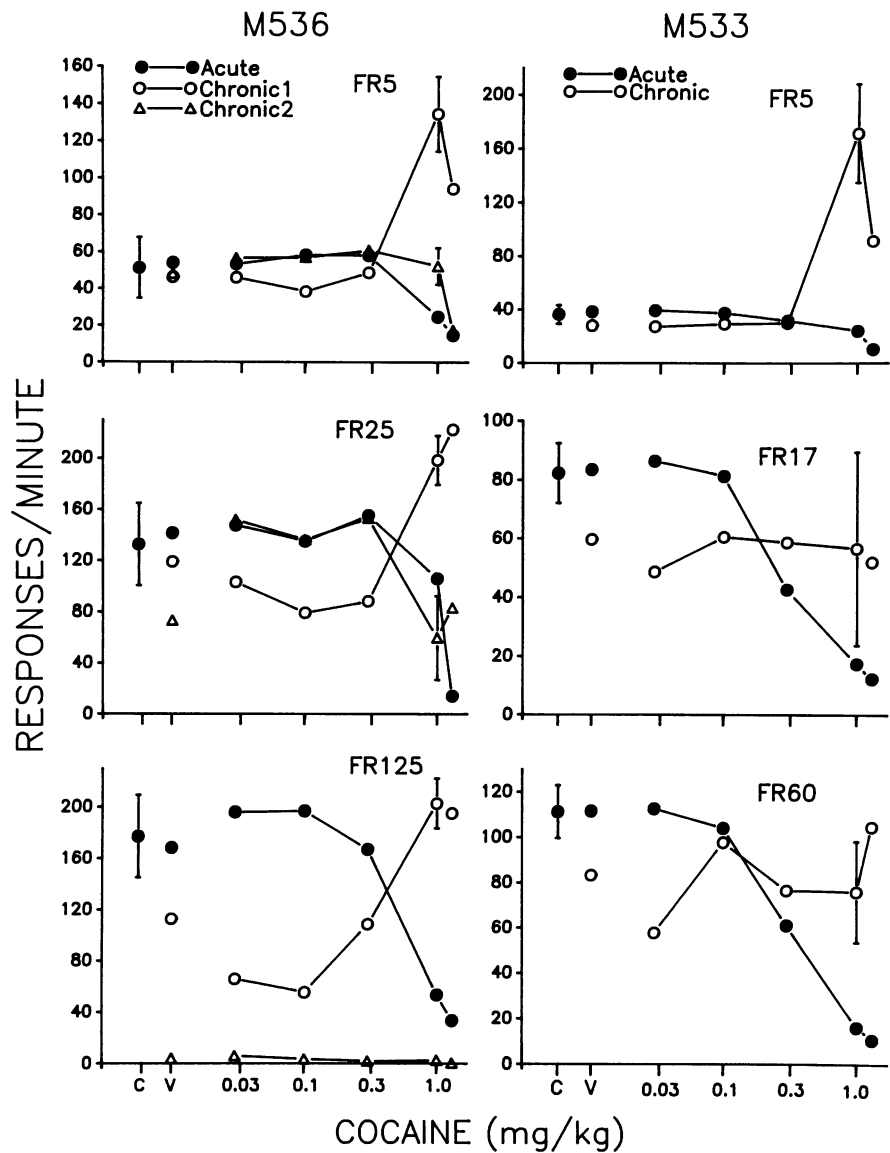 M536 M533
160
140
120
100
80
60
40
20
0
Acute
Chronic1
Chronic2
FR5
200
160
120
80
40
0
Acute
Chronic
FR5
RESPONSES/MINUTE
200
160
120
80
40
0
FR25
100
80
60
40
20
0
FR17
200
160
120
80
40
0
FR125
C V 0.03 0.1 0.3 1.0
120
100
80
60
40
20
0
FR60
C V 0.03 0.1 0.3 1.0
COCAINE (mg/kg)